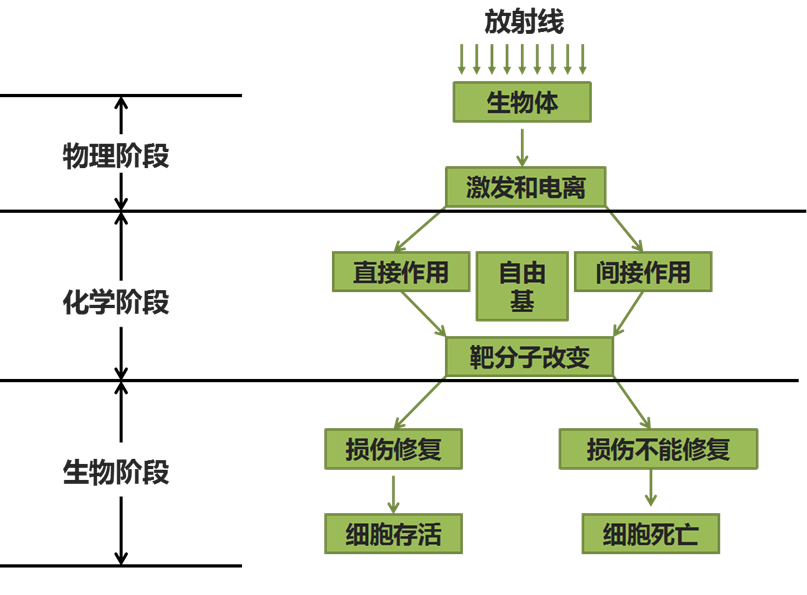 放射线
生物体
物理阶段
激发和电离
直接作用
自由
基
间接作用
化学阶段
靶分子改变
损伤修复
损伤不能修复
生物阶段
细胞存活
细胞死亡